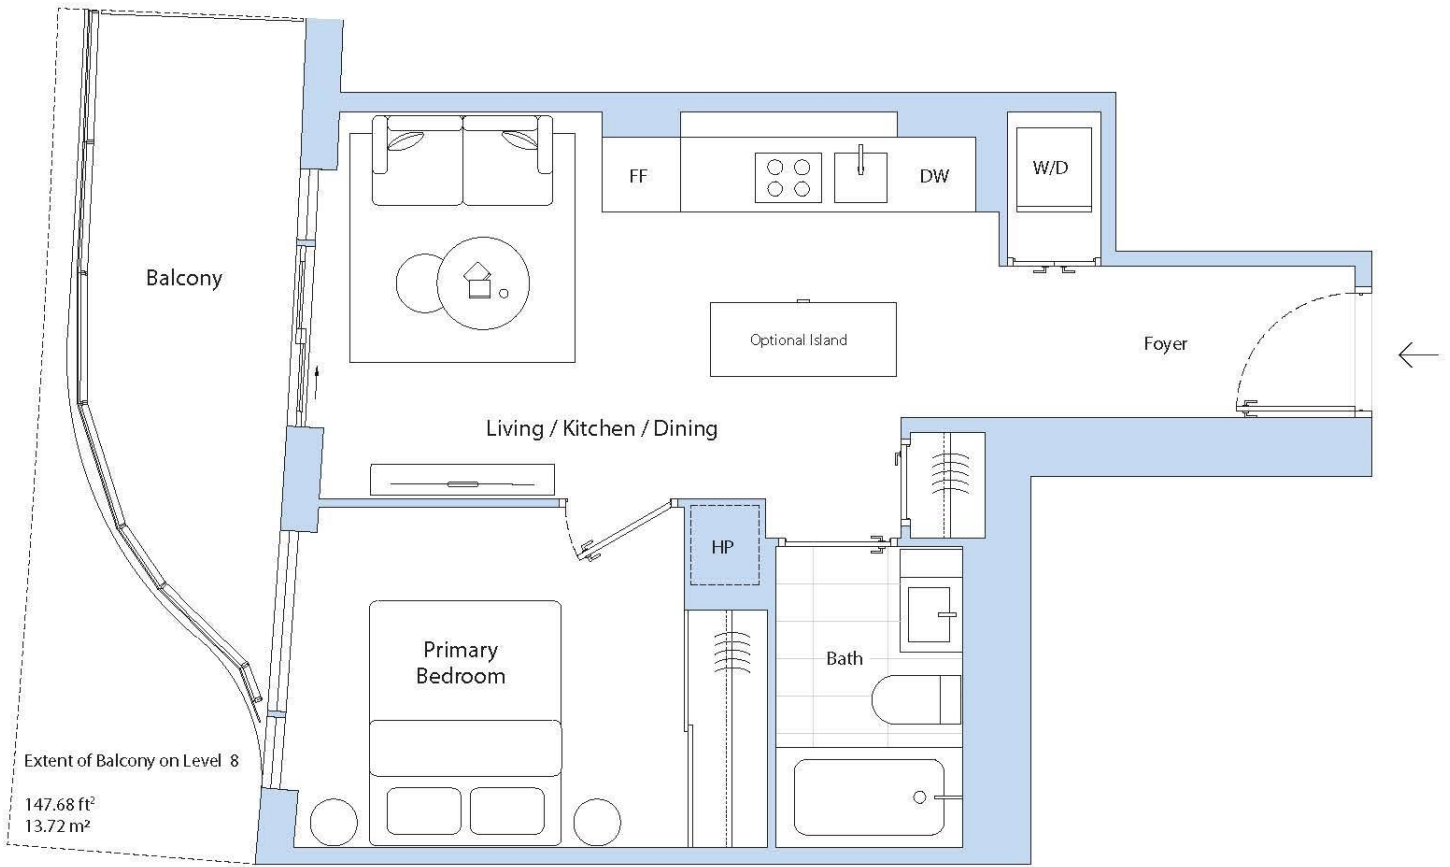 FF
DW
W/D
Balcony
Optional Island
Foyer
Living / Kitchen / Dining
HP
Primary
Bedroom
Bath
Extent of Balcony on Level 8
147.68 ft²
13.72 m²